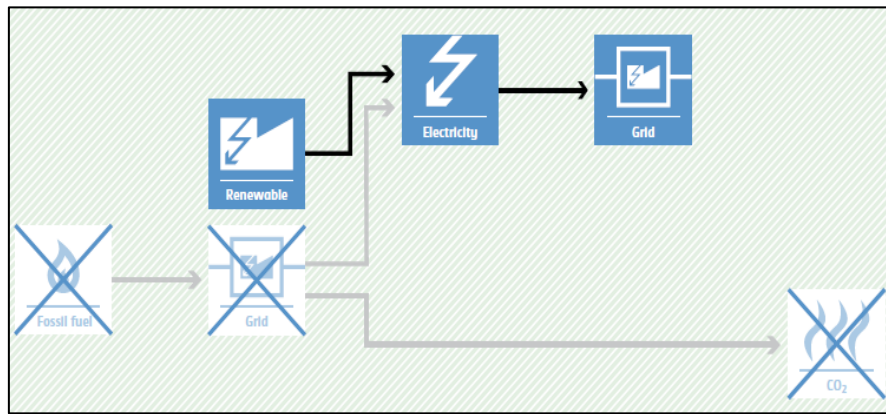 Electricity
Grid
Renewable
Fossil fuel
Grid
CO₂